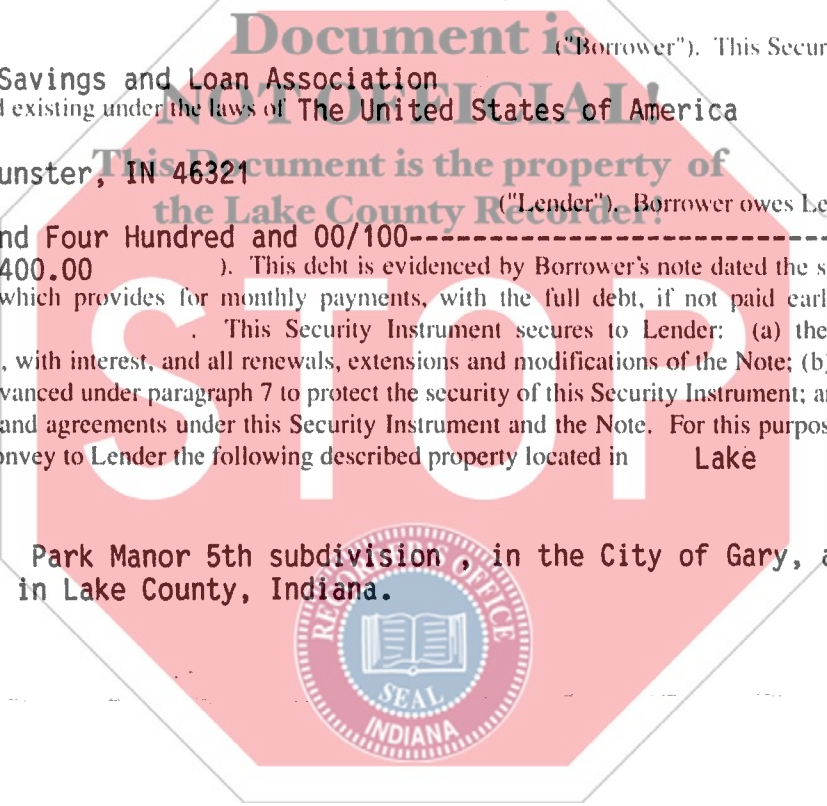 Document is
("Borrower"). This Secur
Savings and Loan Association
NOT OFFICIAL!
existing under the laws of The United States of America
This Document is the property of
unster, IN 46321
the Lake County Recorder!
("Lender"). Borrower owes Le
nd Four Hundred and 00/100---------------------------
400.00 ). This debt is evidenced by Borrower's note dated the s
which provides for monthly payments, with the full debt, if not paid earl
. This Security Instrument secures to Lender: (a) the
, with interest, and all renewals, extensions and modifications of the Note; (b)
vanced under paragraph 7 to protect the security of this Security Instrument; a
and agreements under this Security Instrument and the Note. For this purpos
onvey to Lender the following described property located in Lake
STOP
Park Manor 5th subdivision , in the City of Gary, a
in Lake County, Indiana.
RECORDER'S OFFICE
SEAL
INDIANA